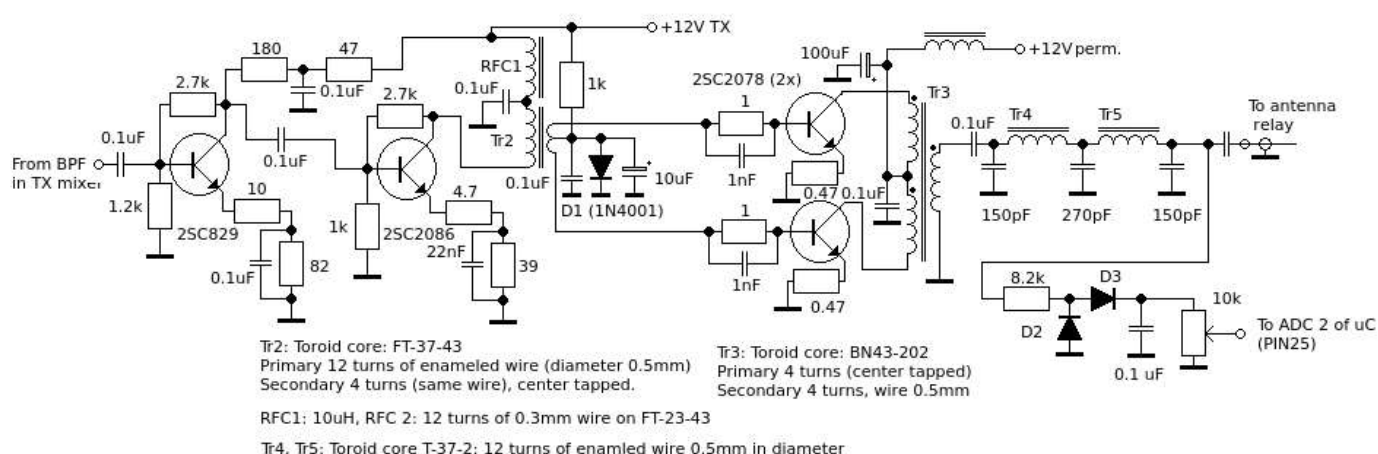 +12V TX
180
47
RFC1
0.1uF
2.7k
0.1uF
0.1uF
From BPF
in TX mixer
1.2k
2SC829
10
0.1uF
82
2.7k
0.1uF
1k
2SC2086
4.7
22nF
39
Tr2
0.1uF
1k
D1 (1N4001)
10uF
+
2SC2078 (2x)
1
1nF
0.47
1
1nF
0.47
100uF
+
+12V perm.
Tr3
0.1uF
0.1uF
Tr4
Tr5
150pF
270pF
150pF
To antenna
relay
8.2k
D3
D2
0.1 uF
10k
To ADC 2 of uC
(PIN25)
Tr2: Toroid core: FT-37-43
Primary 12 turns of enameled wire (diameter 0.5mm)
Secondary 4 turns (same wire), center tapped.
Tr3: Toroid core: BN43-202
Primary 4 turns (center tapped)
Secondary 4 turns, wire 0.5mm
RFC1: 10uH, RFC 2: 12 turns of 0.3mm wire on FT-23-43
Tr4, Tr5: Toroid core T-37-2: 12 turns of enamled wire 0.5mm in diameter